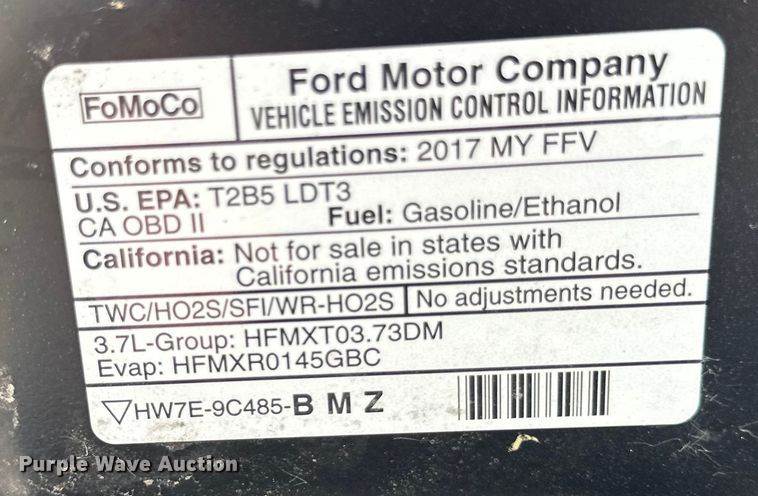 FoMoCo
Ford Motor Company
VEHICLE EMISSION CONTROL INFORMATION
Conforms to regulations: 2017 MY FFV
U.S. EPA: T2B5 LDT3
CA OBD II Fuel: Gasoline/Ethanol
California: Not for sale in states with
California emissions standards.
TWC/HO2S/SFI/WR-HO2S No adjustments needed.
3.7L-Group: HFMXT03.73DM
Evap: HFMXR0145GBC
▽HW7E-9C485-B M Z
Purple Wave Auction